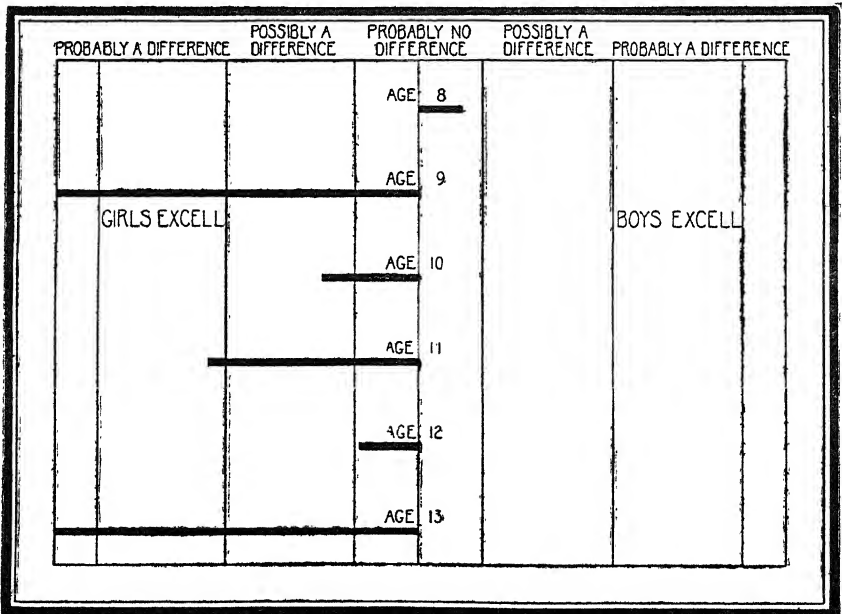 PROBABLY A DIFFERENCE
POSSIBLY A
DIFFERENCE
PROBABLY NO
DIFFERENCE
POSSIBLY A
DIFFERENCE
PROBABLY A DIFFERENCE
AGE 8
AGE 9
GIRLS EXCELL
BOYS EXCELL
AGE 10
AGE 11
AGE 12
AGE 13